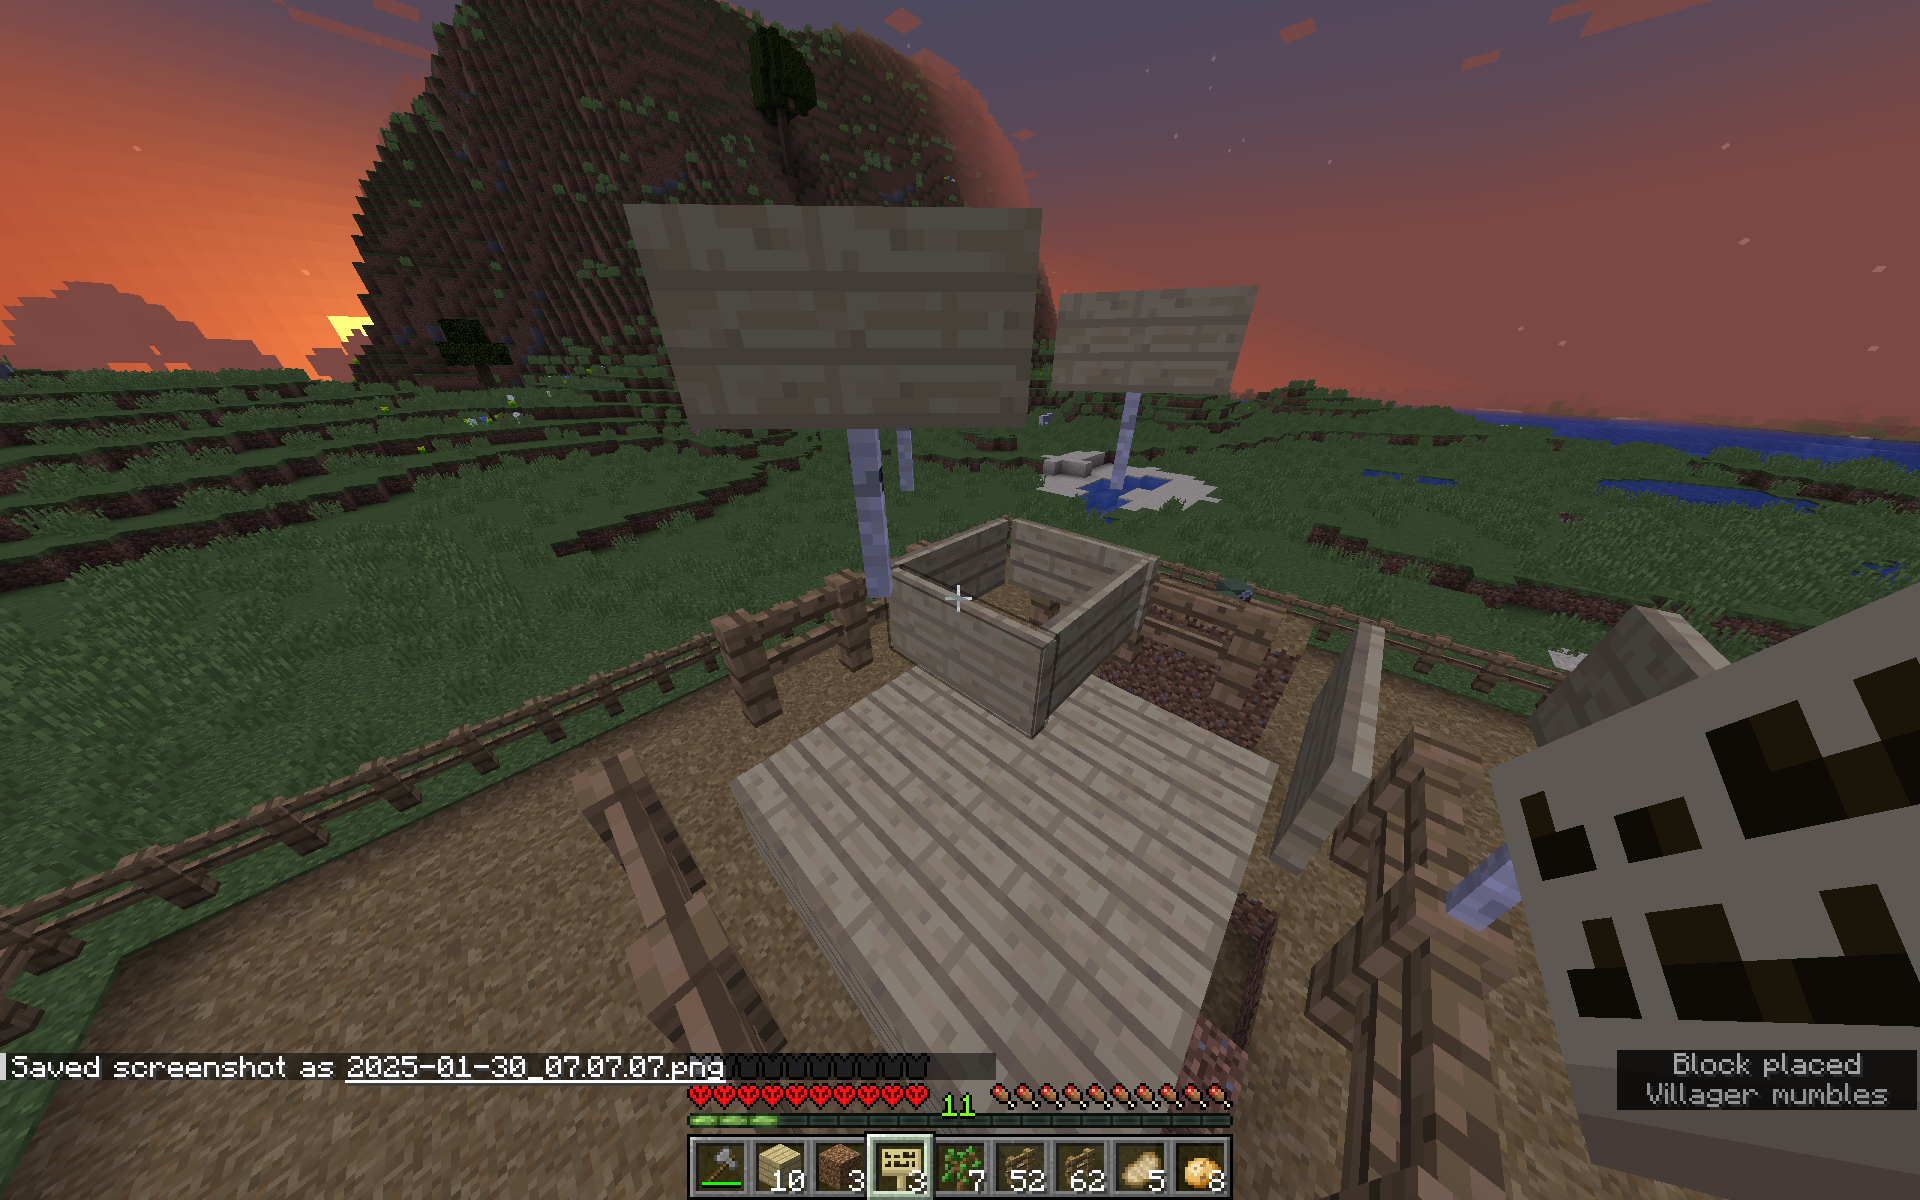 Saved screenshot as 2025-01-30_07.07.07.png
Block placed
Villager mumbles
11
10 3 3 7 52 62 5 8